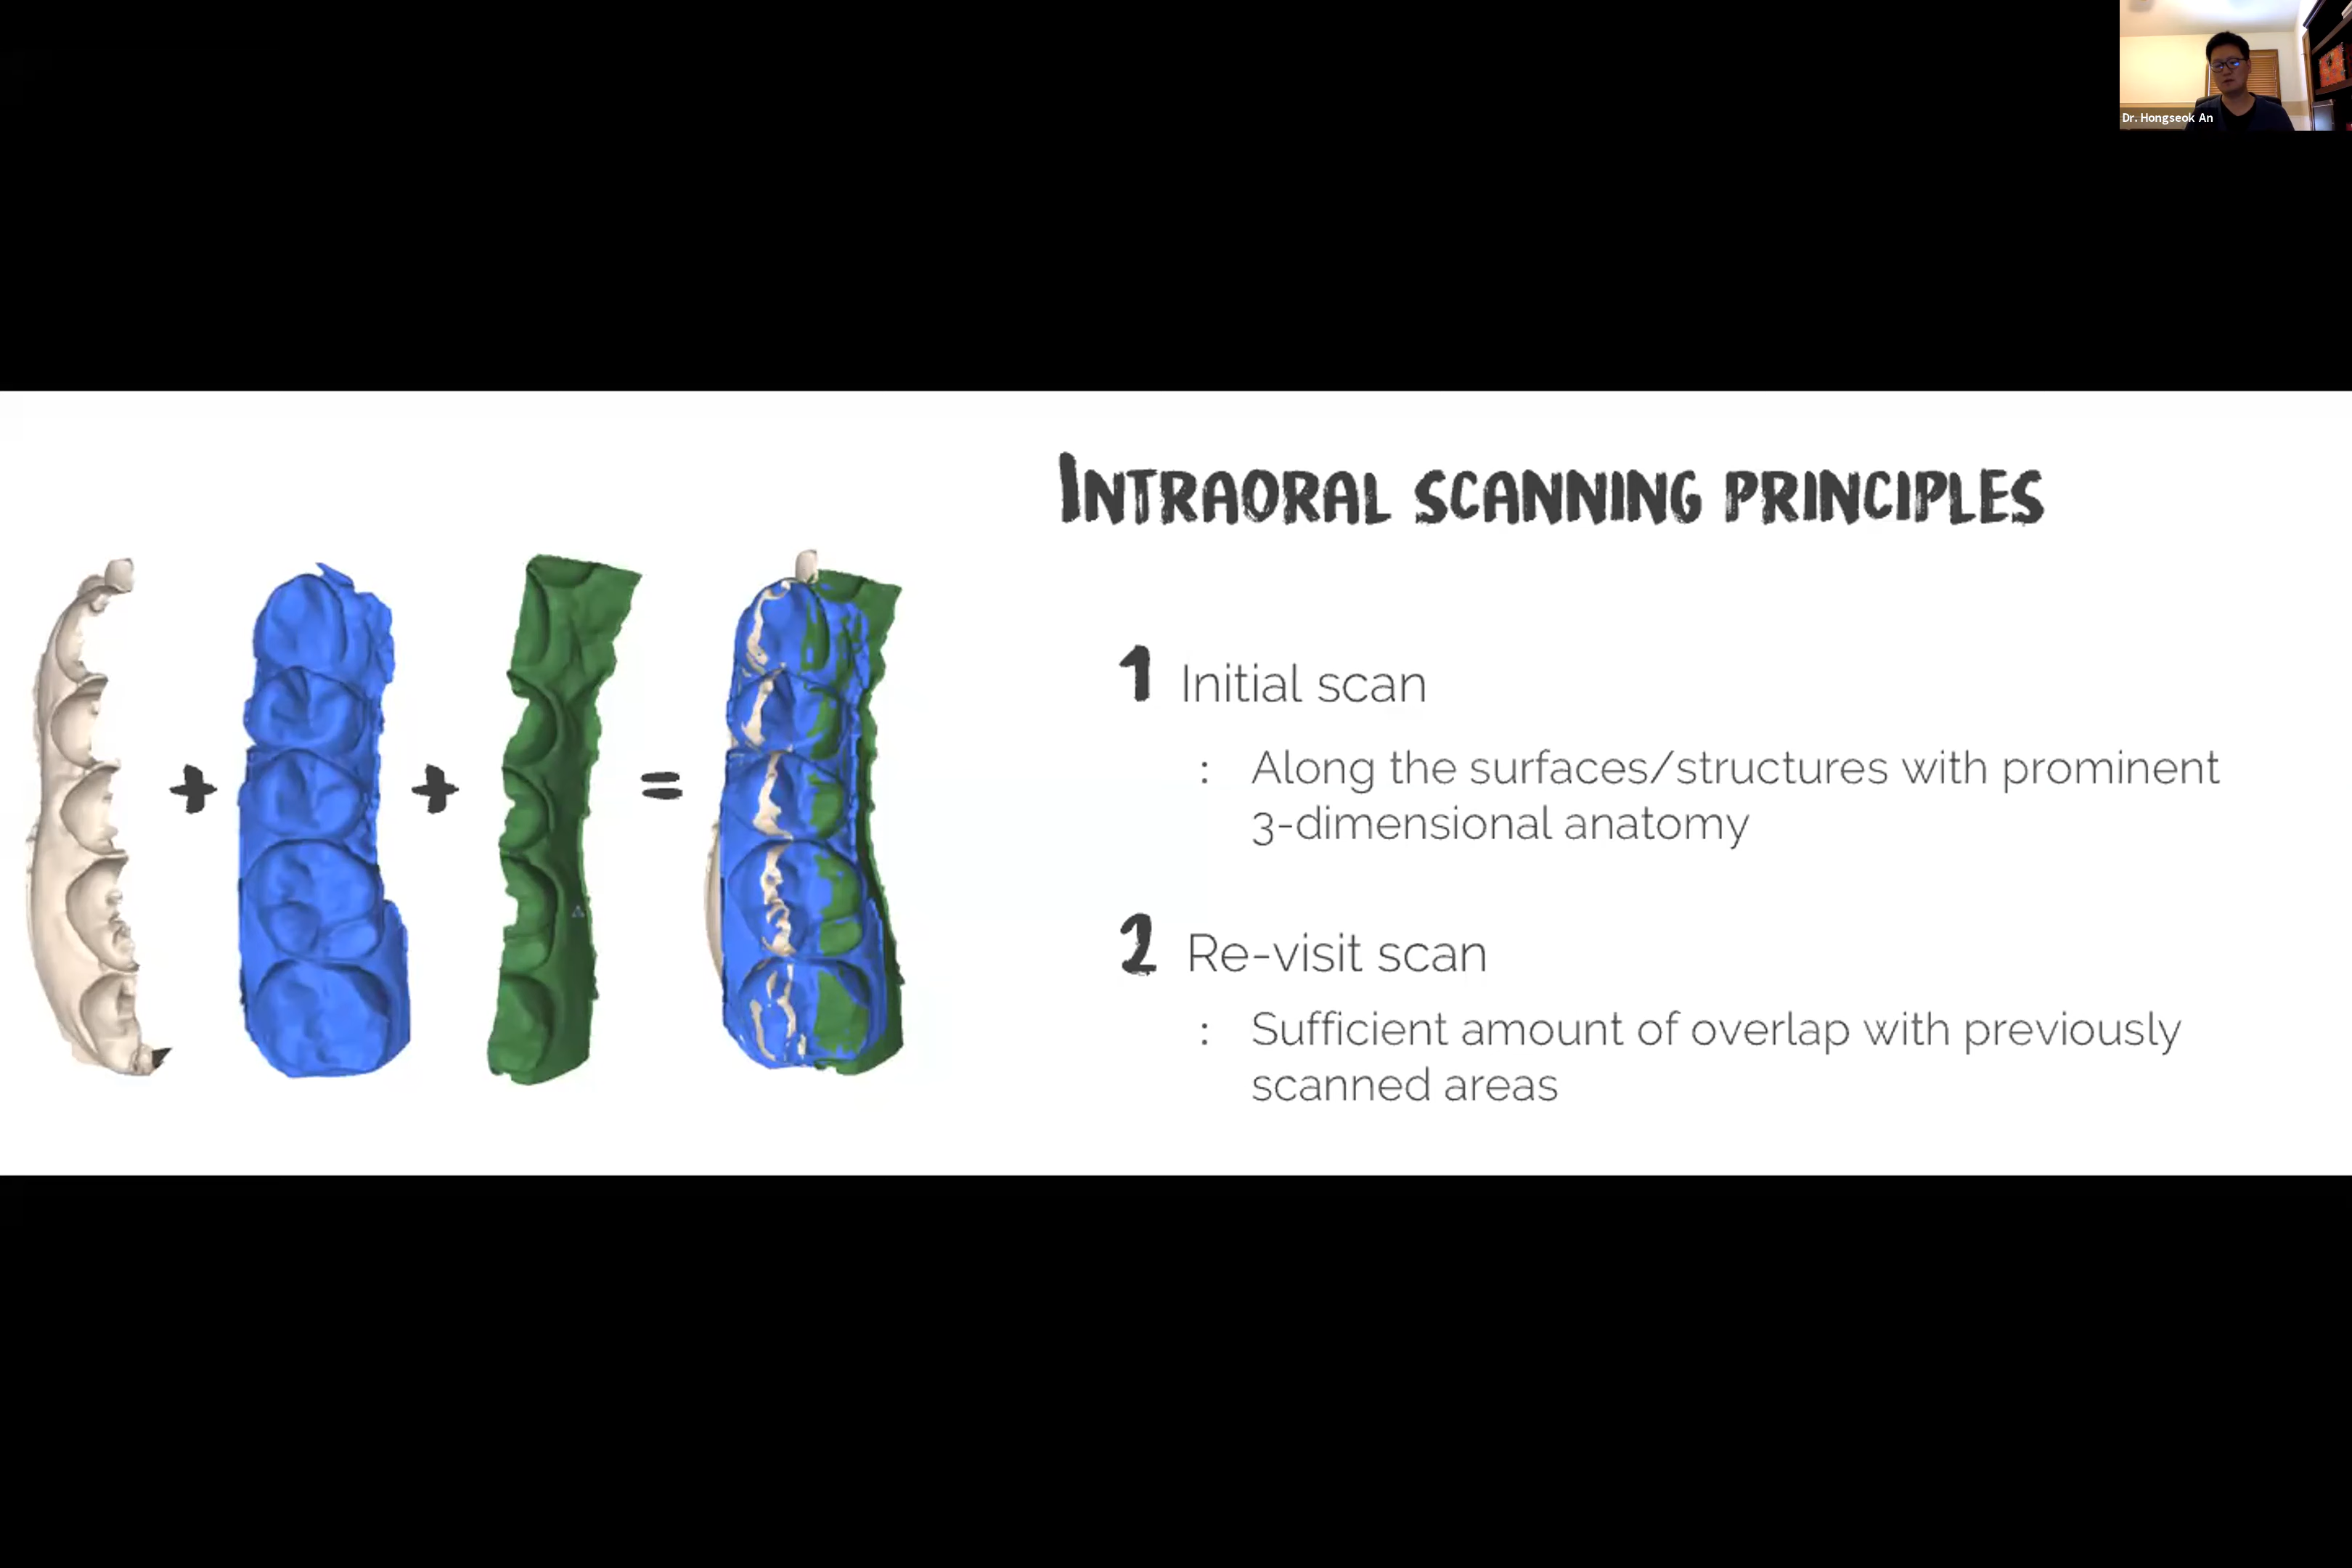 Dr. Hongseok An
INTRAORAL SCANNING PRINCIPLES
+ + =
1 Initial scan
: Along the surfaces/structures with prominent
3-dimensional anatomy
2 Re-visit scan
: Sufficient amount of overlap with previously
scanned areas